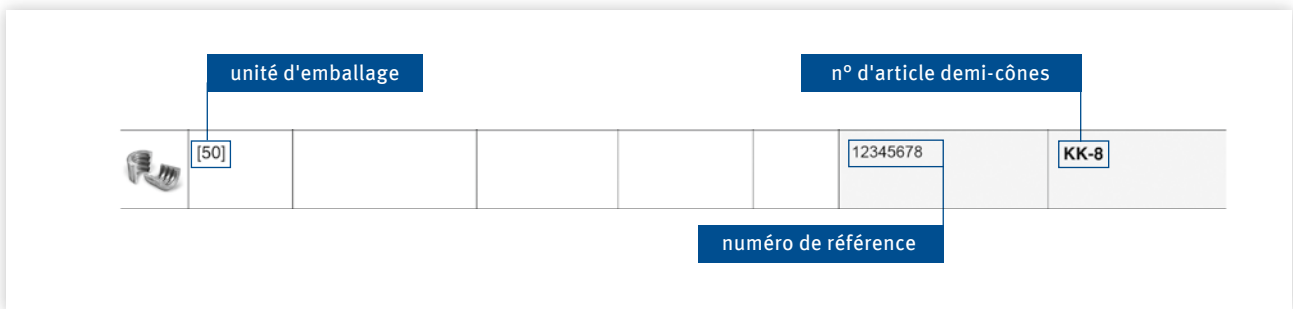 unité d'emballage
n° d'article demi-cônes
[50]
12345678
KK-8
numéro de référence